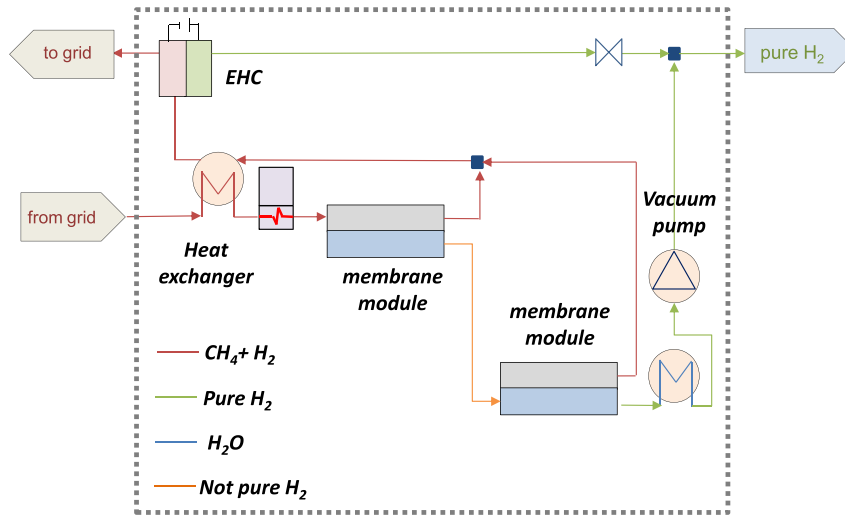 to grid
EHC
pure H₂
from grid
Heat
exchanger
membrane
module
Vacuum
pump
membrane
module
CH₄+ H₂
Pure H₂
H₂O
Not pure H₂